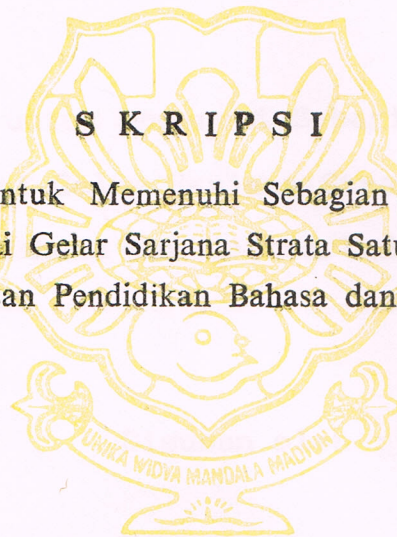 S K R I P S I
ntuk Memenuhi Sebagian
i Gelar Sarjana Strata Satu
an Pendidikan Bahasa dan
UNIKA WIDYA MANDALA MADIUN